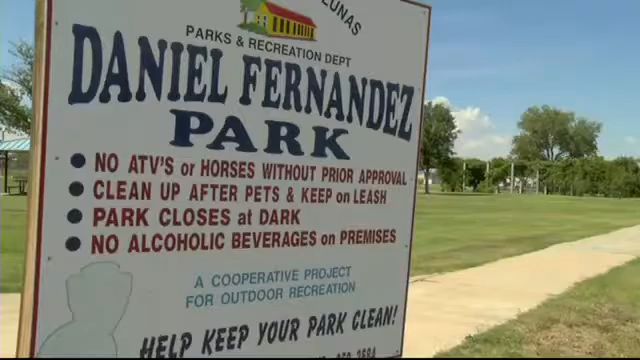 LUNAS
PARKS & RECREATION DEPT
DANIEL FERNANDEZ
PARK
NO ATV'S or HORSES WITHOUT PRIOR APPROVAL
CLEAN UP AFTER PETS & KEEP on LEASH
PARK CLOSES at DARK
NO ALCOHOLIC BEVERAGES on PREMISES
A COOPERATIVE PROJECT
FOR OUTDOOR RECREATION
HELP KEEP YOUR PARK CLEAN!